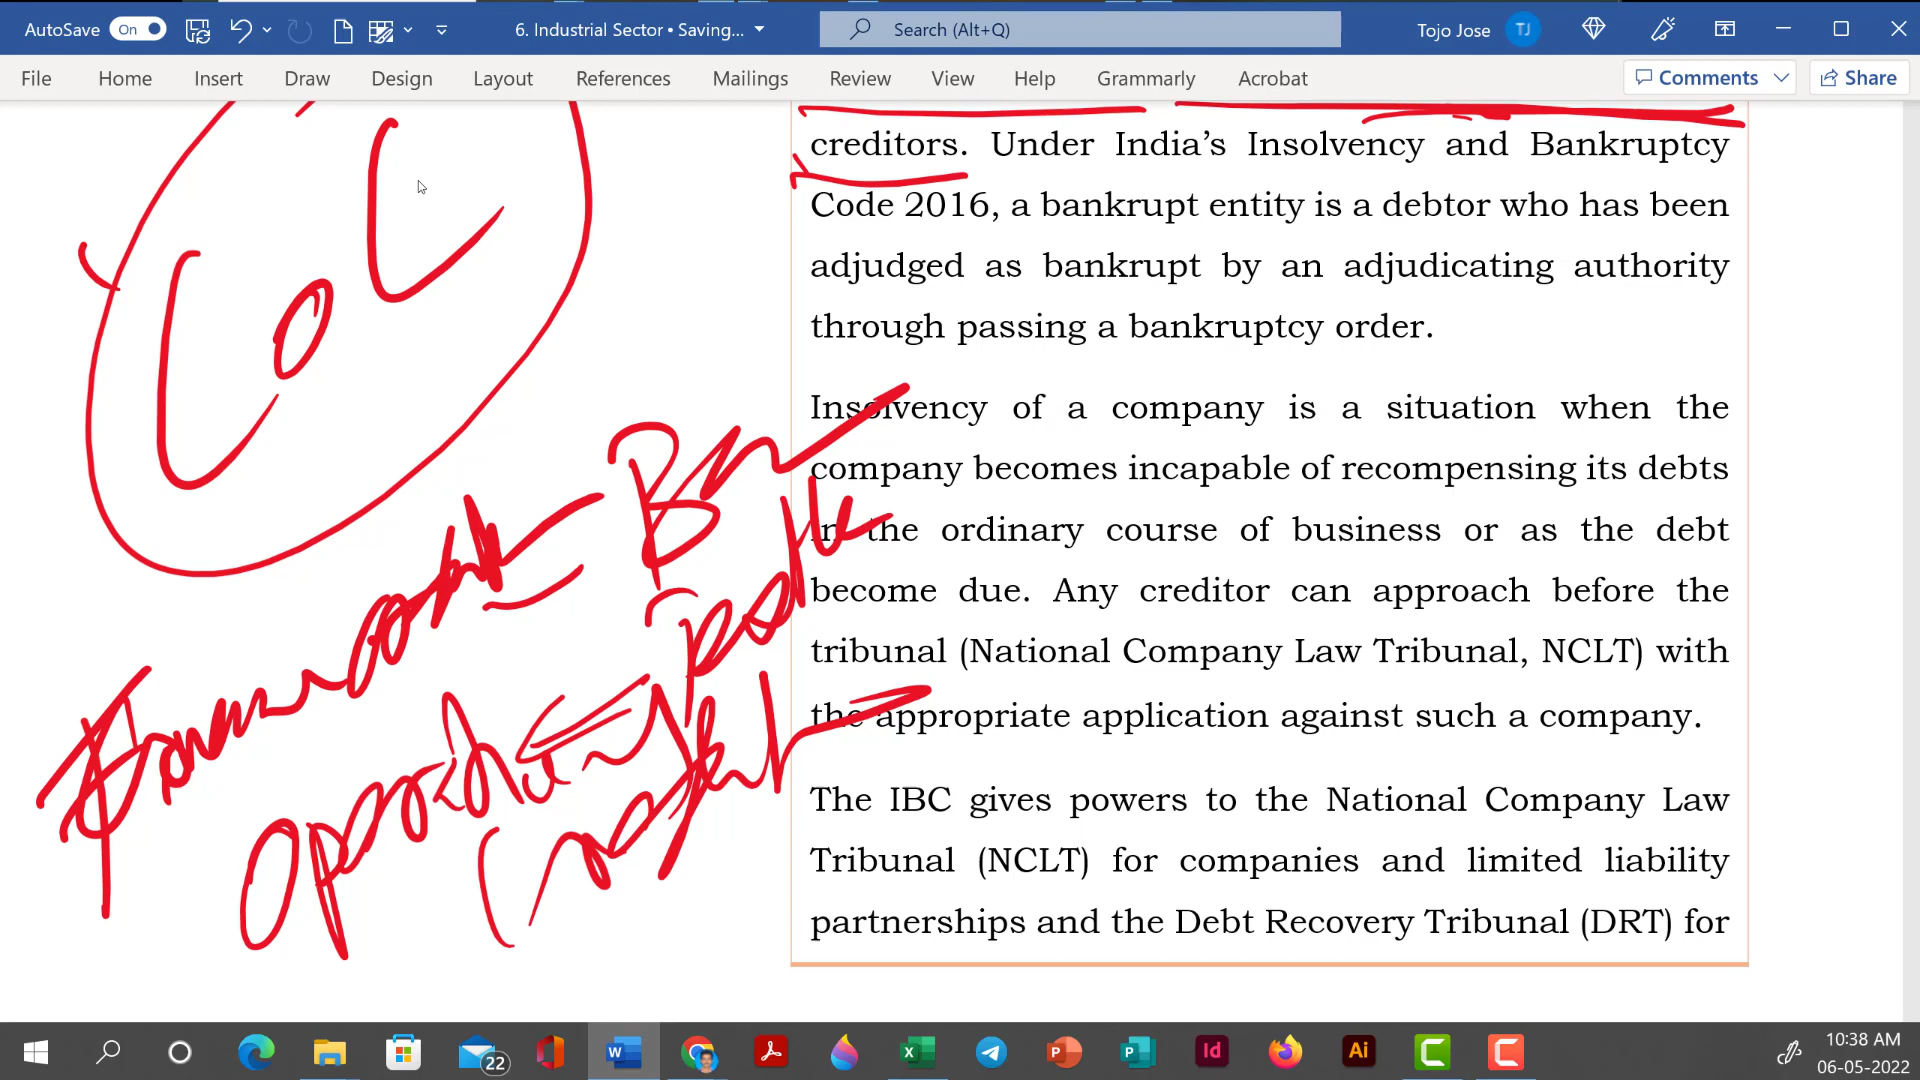 AutoSave On 6. Industrial Sector • Saving... Search (Alt+Q) Tojo Jose TJ
File Home Insert Draw Design Layout References Mailings Review View Help Grammarly Acrobat Comments Share
creditors. Under India’s Insolvency and Bankruptcy
Code 2016, a bankrupt entity is a debtor who has been
adjudged as bankrupt by an adjudicating authority
through passing a bankruptcy order.
Insolvency of a company is a situation when the
company becomes incapable of recompensing its debts
in the ordinary course of business or as the debt
become due. Any creditor can approach before the
tribunal (National Company Law Tribunal, NCLT) with
the appropriate application against such a company.
The IBC gives powers to the National Company Law
Tribunal (NCLT) for companies and limited liability
partnerships and the Debt Recovery Tribunal (DRT) for
CoC
22
10:38 AM
06-05-2022